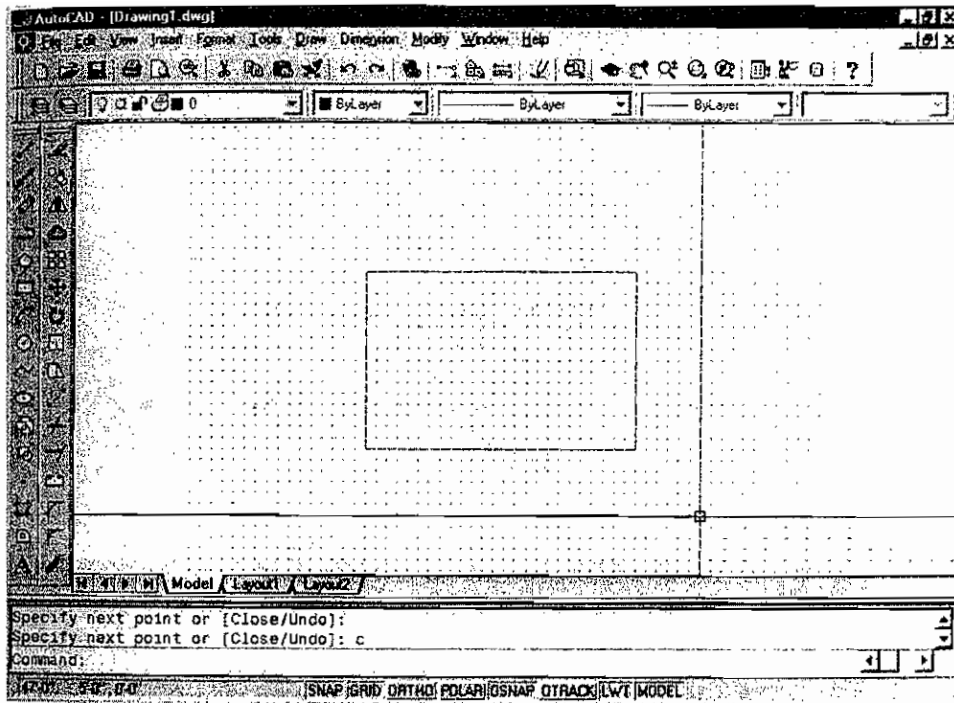 AutoCAD - [Drawing1.dwg]
File Edit View Insert Format Tools Draw Dimension Modify Window Help
0 ByLayer ByLayer ByLayer
Model Layout1 Layout2
Specify next point or [Close/Undo]:
Specify next point or [Close/Undo]: c
Command:
SNAP GRID ORTHO POLAR OSNAP OTRACK LWT MODEL